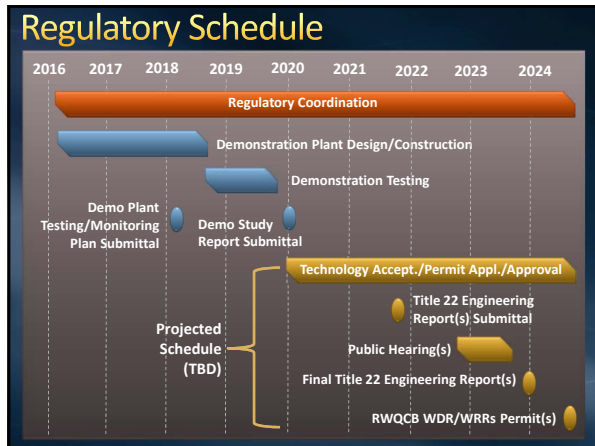 Regulatory Schedule
2016 2017 2018 2019 2020 2021 2022 2023 2024
Regulatory Coordination
Demonstration Plant Design/Construction
Demonstration Testing
Demo Plant
Testing/Monitoring
Plan Submittal
Demo Study
Report Submittal
Technology Accept./Permit Appl./Approval
Projected
Schedule
(TBD)
Title 22 Engineering
Report(s) Submittal
Public Hearing(s)
Final Title 22 Engineering Report(s)
RWQCB WDR/WRRs Permit(s)